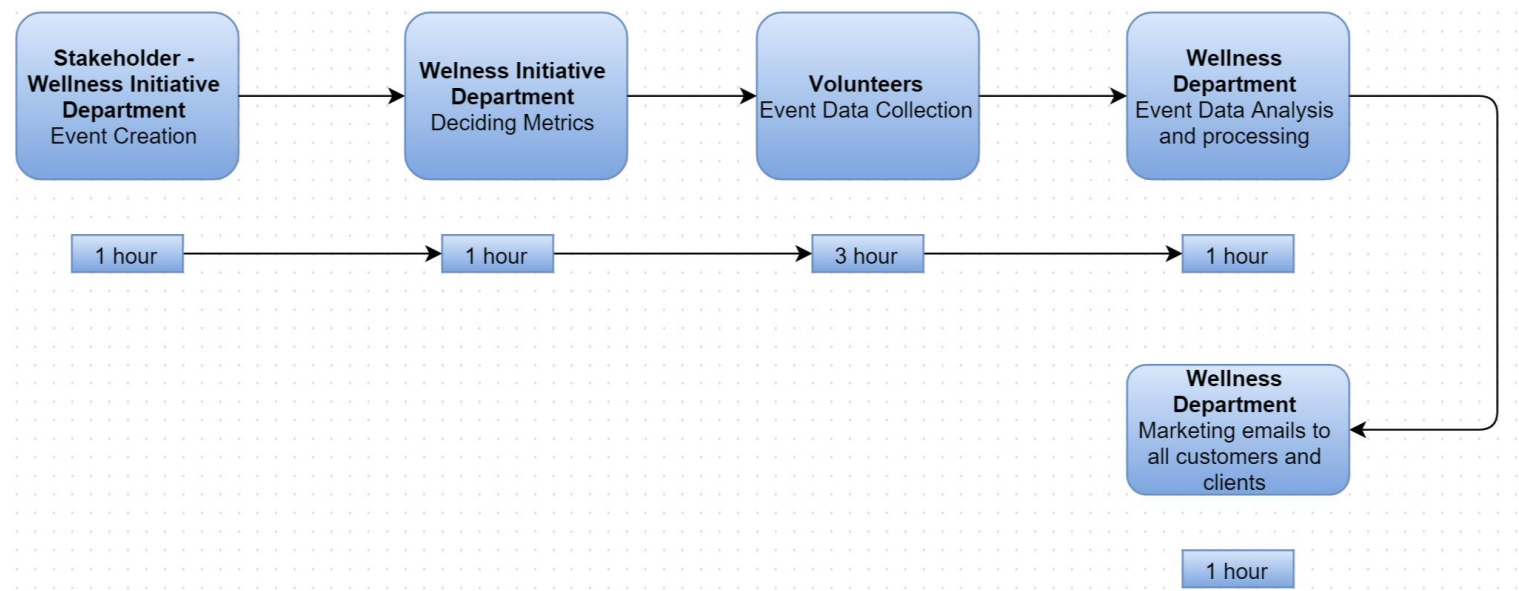 Stakeholder -
Wellness Initiative
Department
Event Creation
Welness Initiative
Department
Deciding Metrics
Volunteers
Event Data Collection
Wellness
Department
Event Data Analysis
and processing
1 hour
1 hour
3 hour
1 hour
Wellness
Department
Marketing emails to
all customers and
clients
1 hour